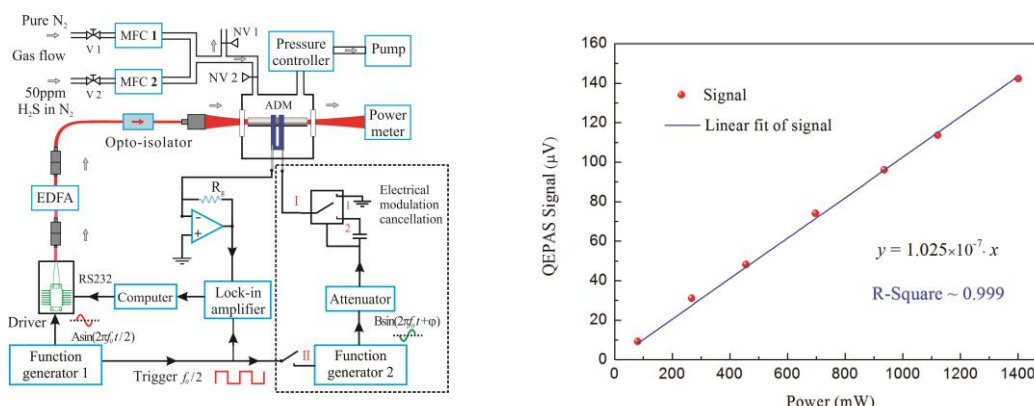 Pure N₂
Gas flow
V 1
MFC 1
50ppm
H₂S in N₂
V 2
MFC 2
NV 1
NV 2
Pressure
controller
Pump
ADM
Power
meter
Opto-isolator
EDFA
Rg
-
+
I
1
2
Electrical
modulation
cancellation
RS232
Driver
Computer
Lock-in
amplifier
Attenuator
Asin(2πf₀t/2)
Bsin(2πf₀t+φ)
Function
generator 1
Trigger f₀/2
II
Function
generator 2
160
140
120
100
80
60
40
20
0
QEPAS Signal (μV)
Signal
Linear fit of signal
y = 1.025×10⁻⁷· x
R-Square ~ 0.999
0 200 400 600 800 1000 1200 1400
Power (mW)